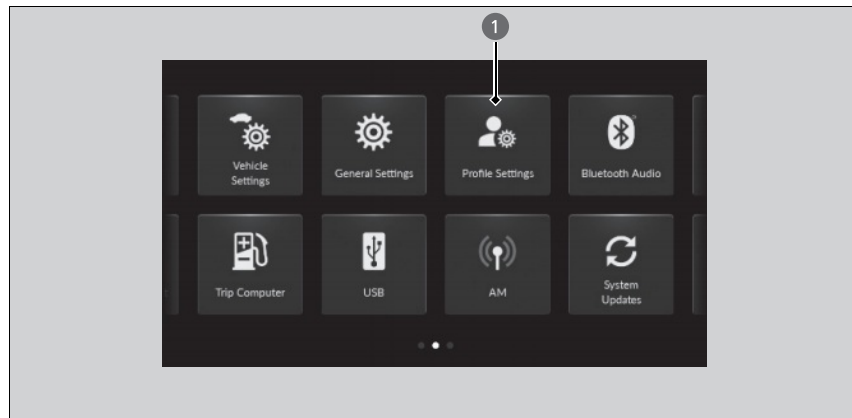 1
Vehicle
Settings
General Settings
Profile Settings
Bluetooth Audio
Trip Computer
USB
AM
System
Updates